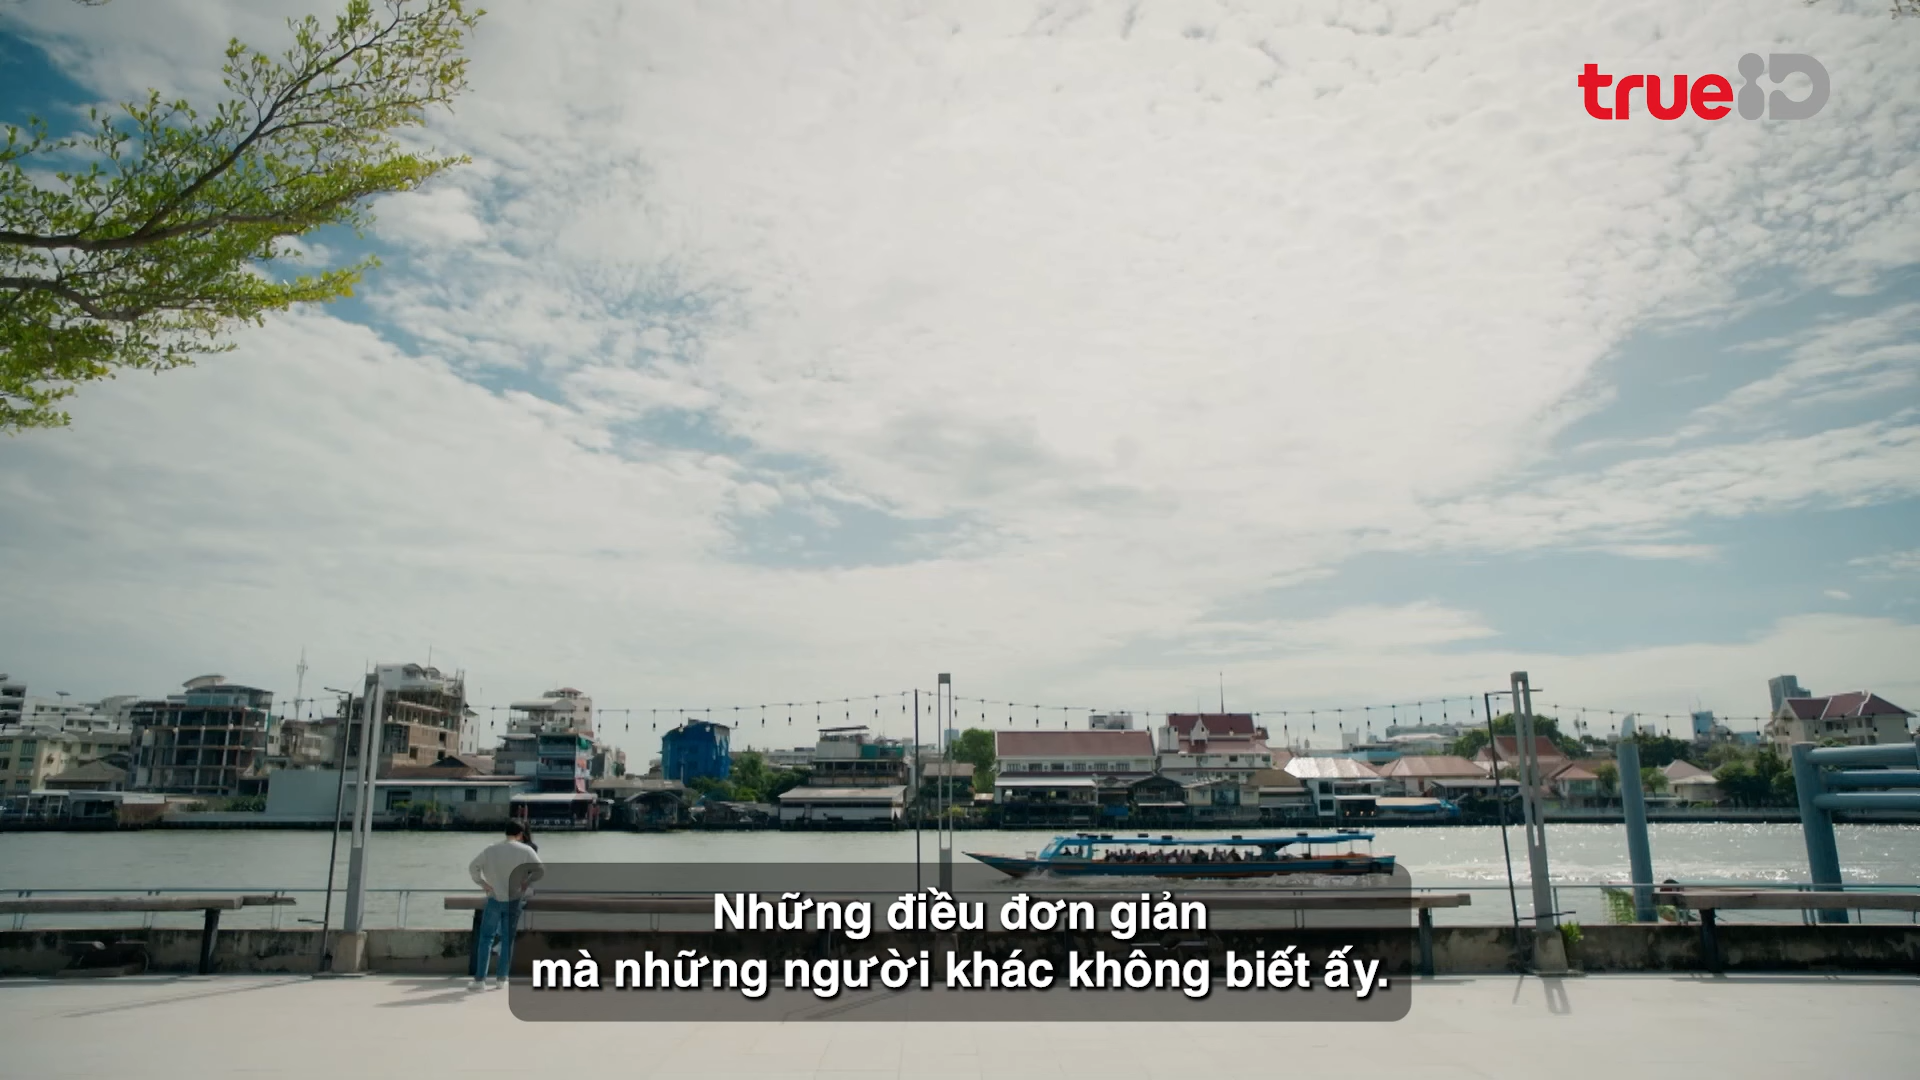 trueID
Những điều đơn giản
mà những người khác không biết ấy.